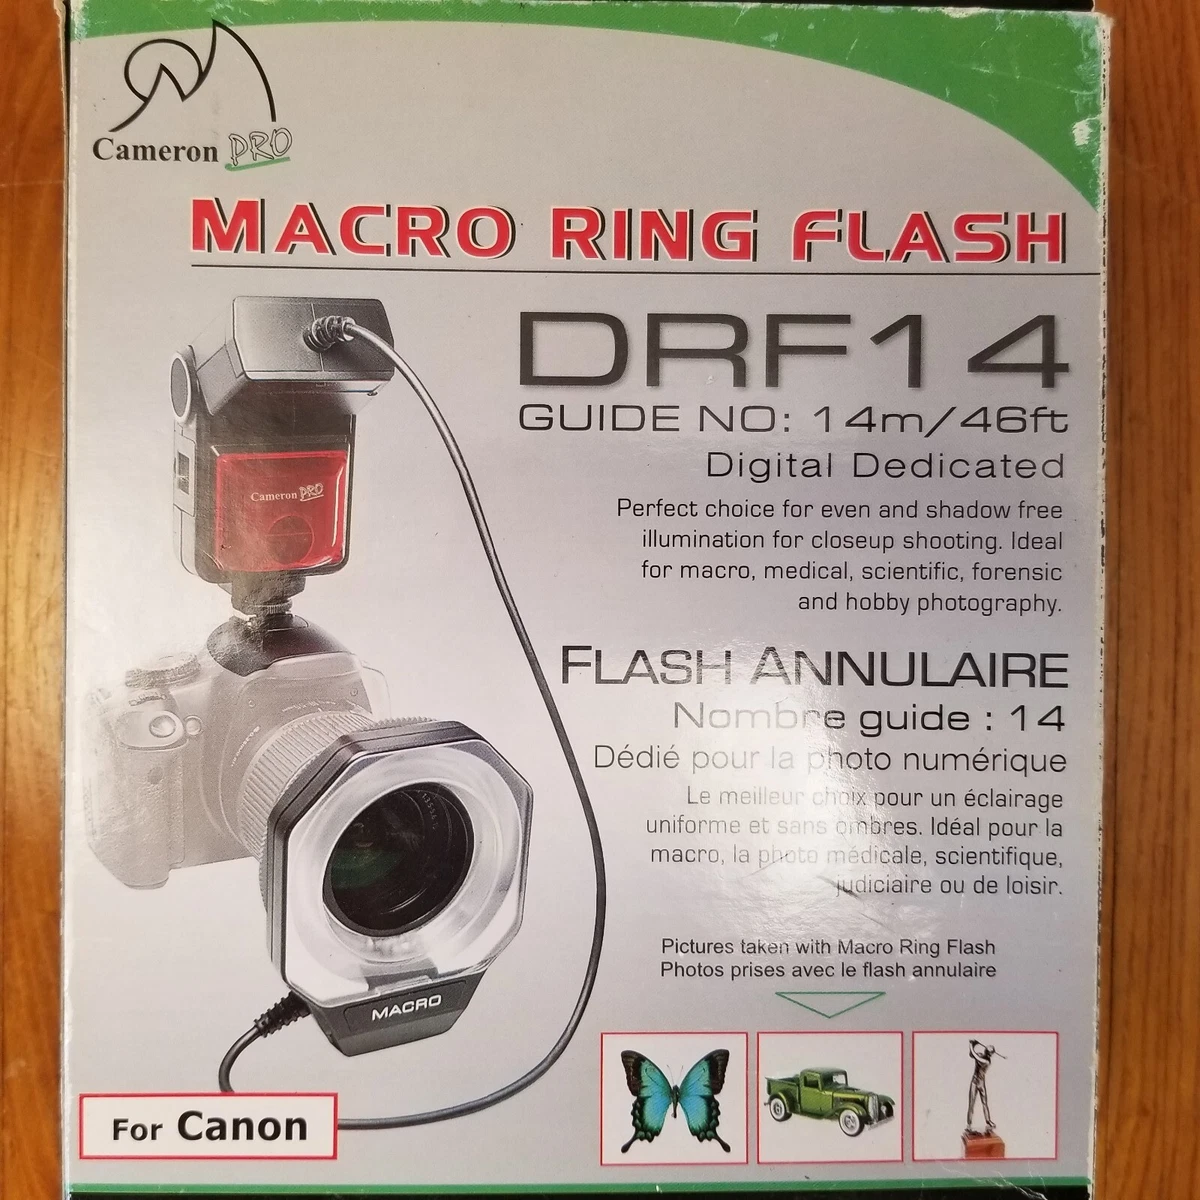 Cameron PRO
MACRO RING FLASH
DRF14
GUIDE NO: 14m/46ft
Digital Dedicated
Perfect choice for even and shadow free
illumination for closeup shooting. Ideal
for macro, medical, scientific, forensic
and hobby photography.
Cameron PRO
FLASH ANNULAIRE
Nombre guide : 14
Dédié pour la photo numérique
Le meilleur choix pour un éclairage
uniforme et sans ombres. Idéal pour la
macro, la photo médicale, scientifique,
judiciaire ou de loisir.
Pictures taken with Macro Ring Flash
Photos prises avec le flash annulaire
MACRO
For Canon